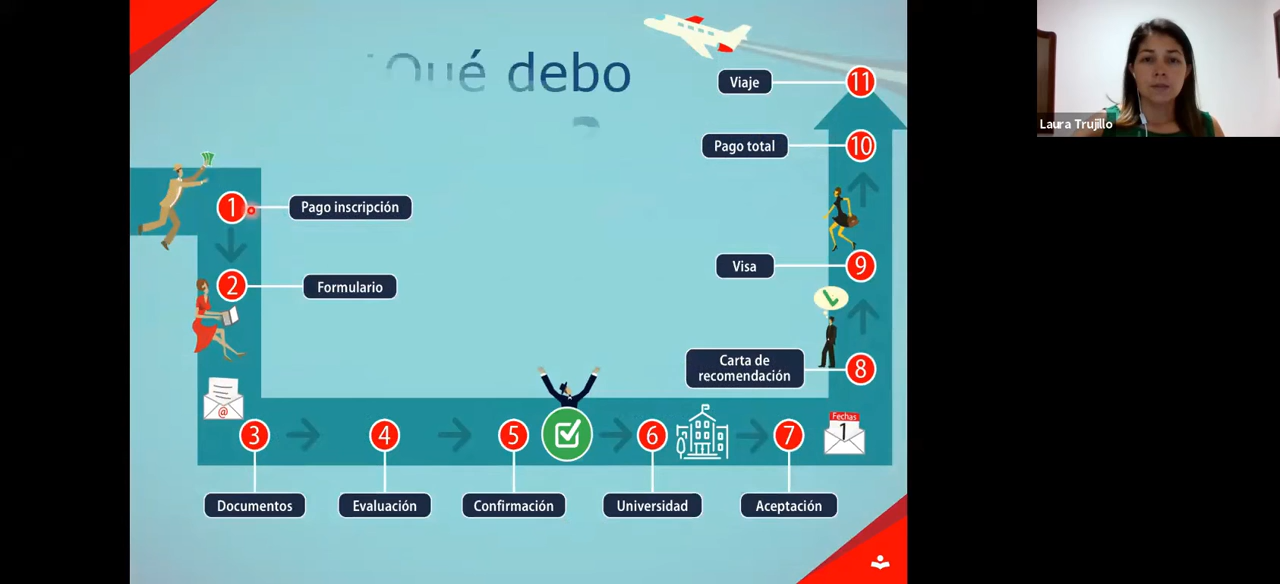 ¿Qué debo
?
Viaje
11
Pago total
10
1
Pago inscripción
2
Formulario
Visa
9
Carta de
recomendación
8
@
Fechas
1
3
4
5
6
7
Documentos
Evaluación
Confirmación
Universidad
Aceptación
Laura Trujillo